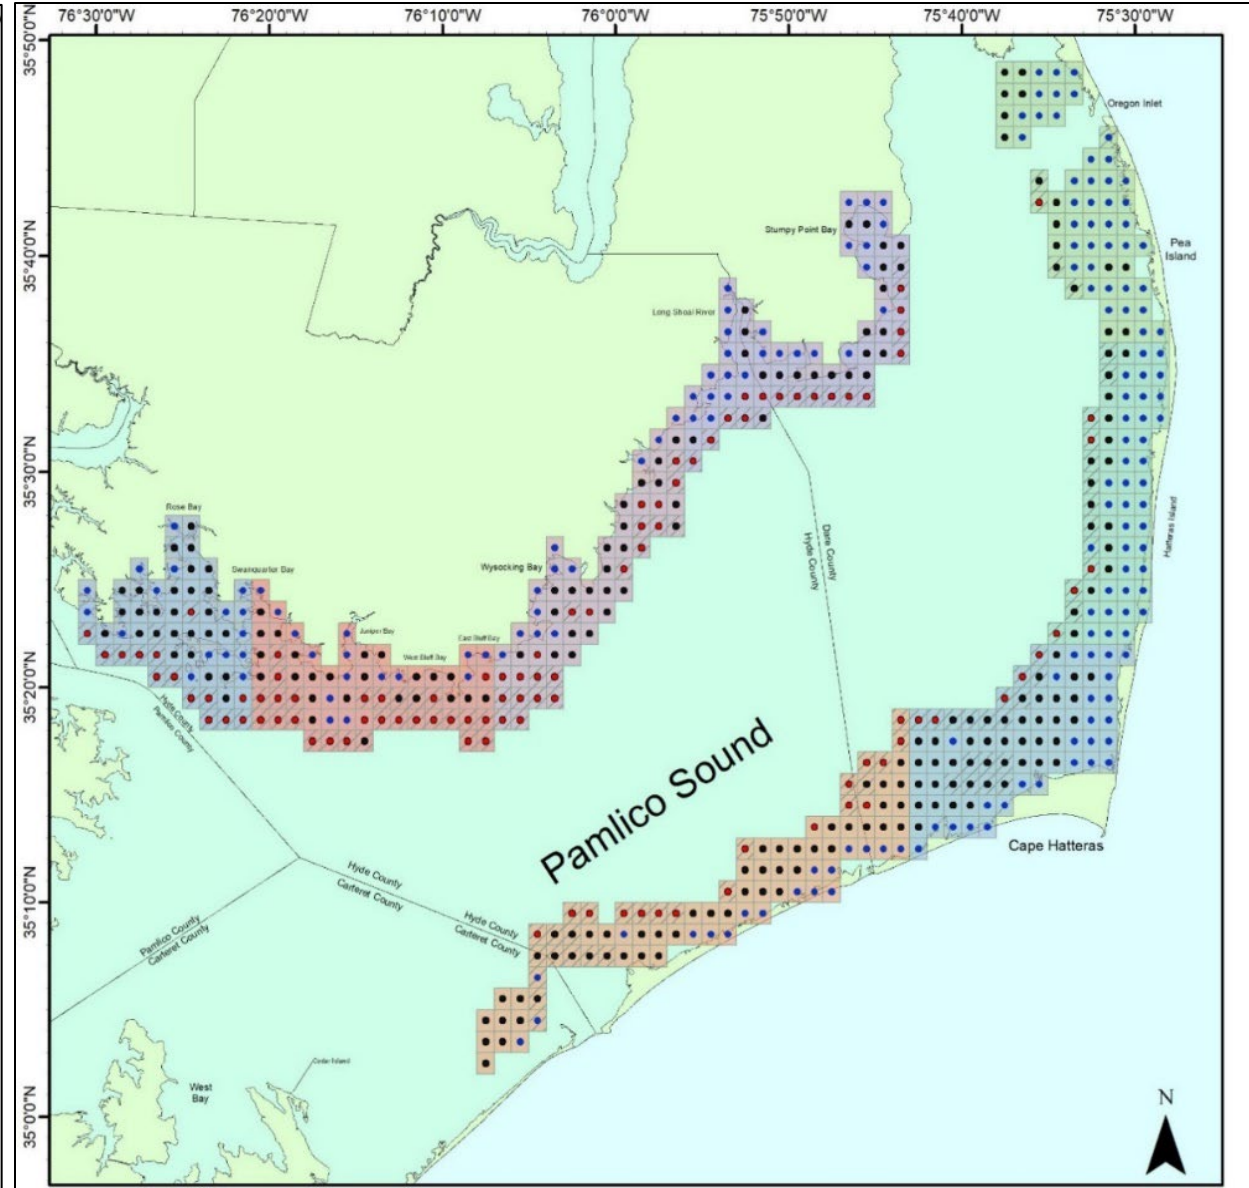 76°30'0"W 76°20'0"W 76°10'0"W 76°0'0"W 75°50'0"W 75°40'0"W 75°30'0"W
35°50'0"N
Oregon Inlet
Stumpy Point Bay
Pea
Island
35°40'0"N
Long Shoal River
35°30'0"N
Rose Bay
Hatteras Island
Dare County
Hyde County
Swanquarter Bay
Wysocking Bay
Juniper Bay
East Bluff Bay
West Bluff Bay
35°20'0"N
Hyde County
Pamlico County
Pamlico Sound
Cape Hatteras
Hyde County
Carteret County
35°10'0"N
Hyde County
Carteret County
Pamlico County
Carteret County
Cedar Island
West
Bay
35°0'0"N
N